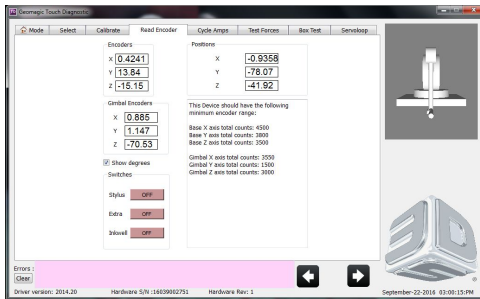 Geomagic Touch Diagnostic
Mode Select Calibrate Read Encoder Cycle Amps Test Forces Box Test Servoloop
Encoders
X 0.4241
Y 13.84
Z -15.15
Positions
X -0.9358
Y -78.07
Z -41.92
Gimbal Encoders
X 0.885
Y 1.147
Z -70.53
Show degrees
Switches
Stylus OFF
Extra OFF
Inkwell OFF
This Device should have the following
minimum encoder range:
Base X axis total counts: 4500
Base Y axis total counts: 3800
Base Z axis total counts: 3500
Gimbal X axis total counts: 3550
Gimbal Y axis total counts: 1500
Gimbal Z axis total counts: 3000
Errors :
Clear
Driver version: 2014.20 Hardware S/N :16039002751 Hardware Rev: 1
3DS
®
September-22-2016 03:00:15:PM